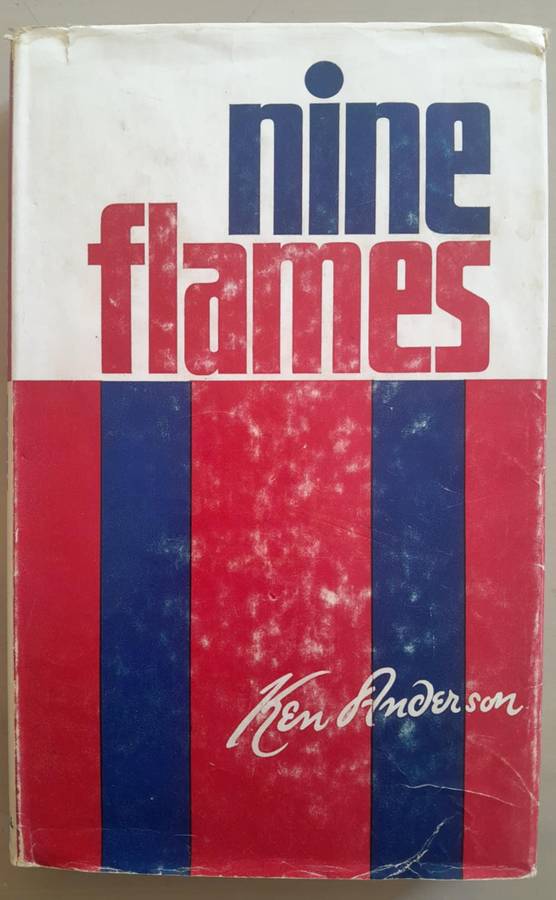 nine
flames
Ken Anderson